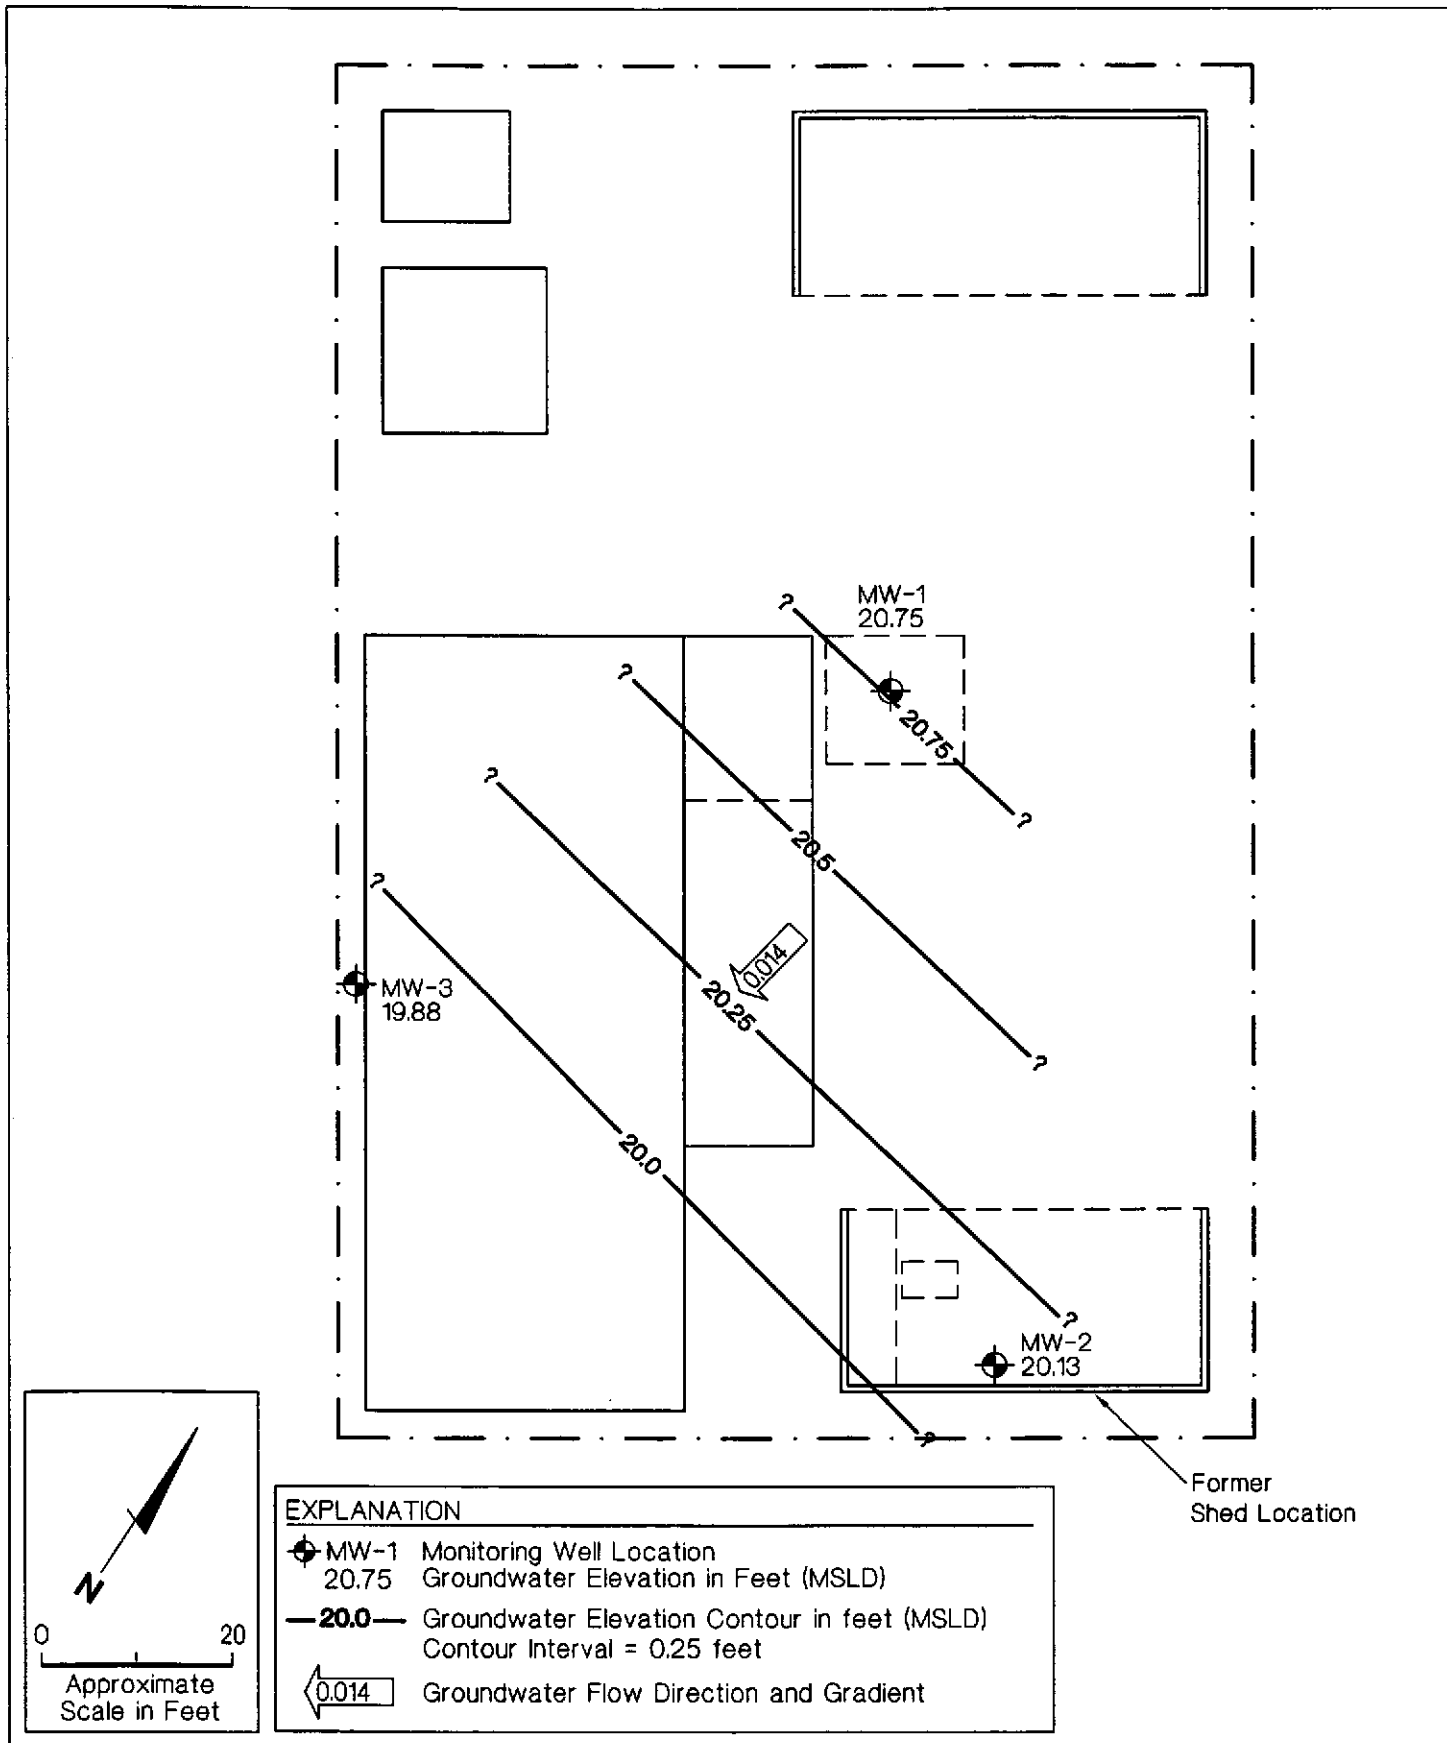 MW-1
20.75
?
?
20.75
?
?
20.5
?
?
20.25
?
?
20.0
?
0.014
MW-3
19.88
MW-2
20.13
Former
Shed Location
N
0 20
Approximate
Scale in Feet
EXPLANATION
MW-1 Monitoring Well Location
20.75 Groundwater Elevation in Feet (MSLD)
20.0 Groundwater Elevation Contour in feet (MSLD)
Contour Interval = 0.25 feet
0.014 Groundwater Flow Direction and Gradient